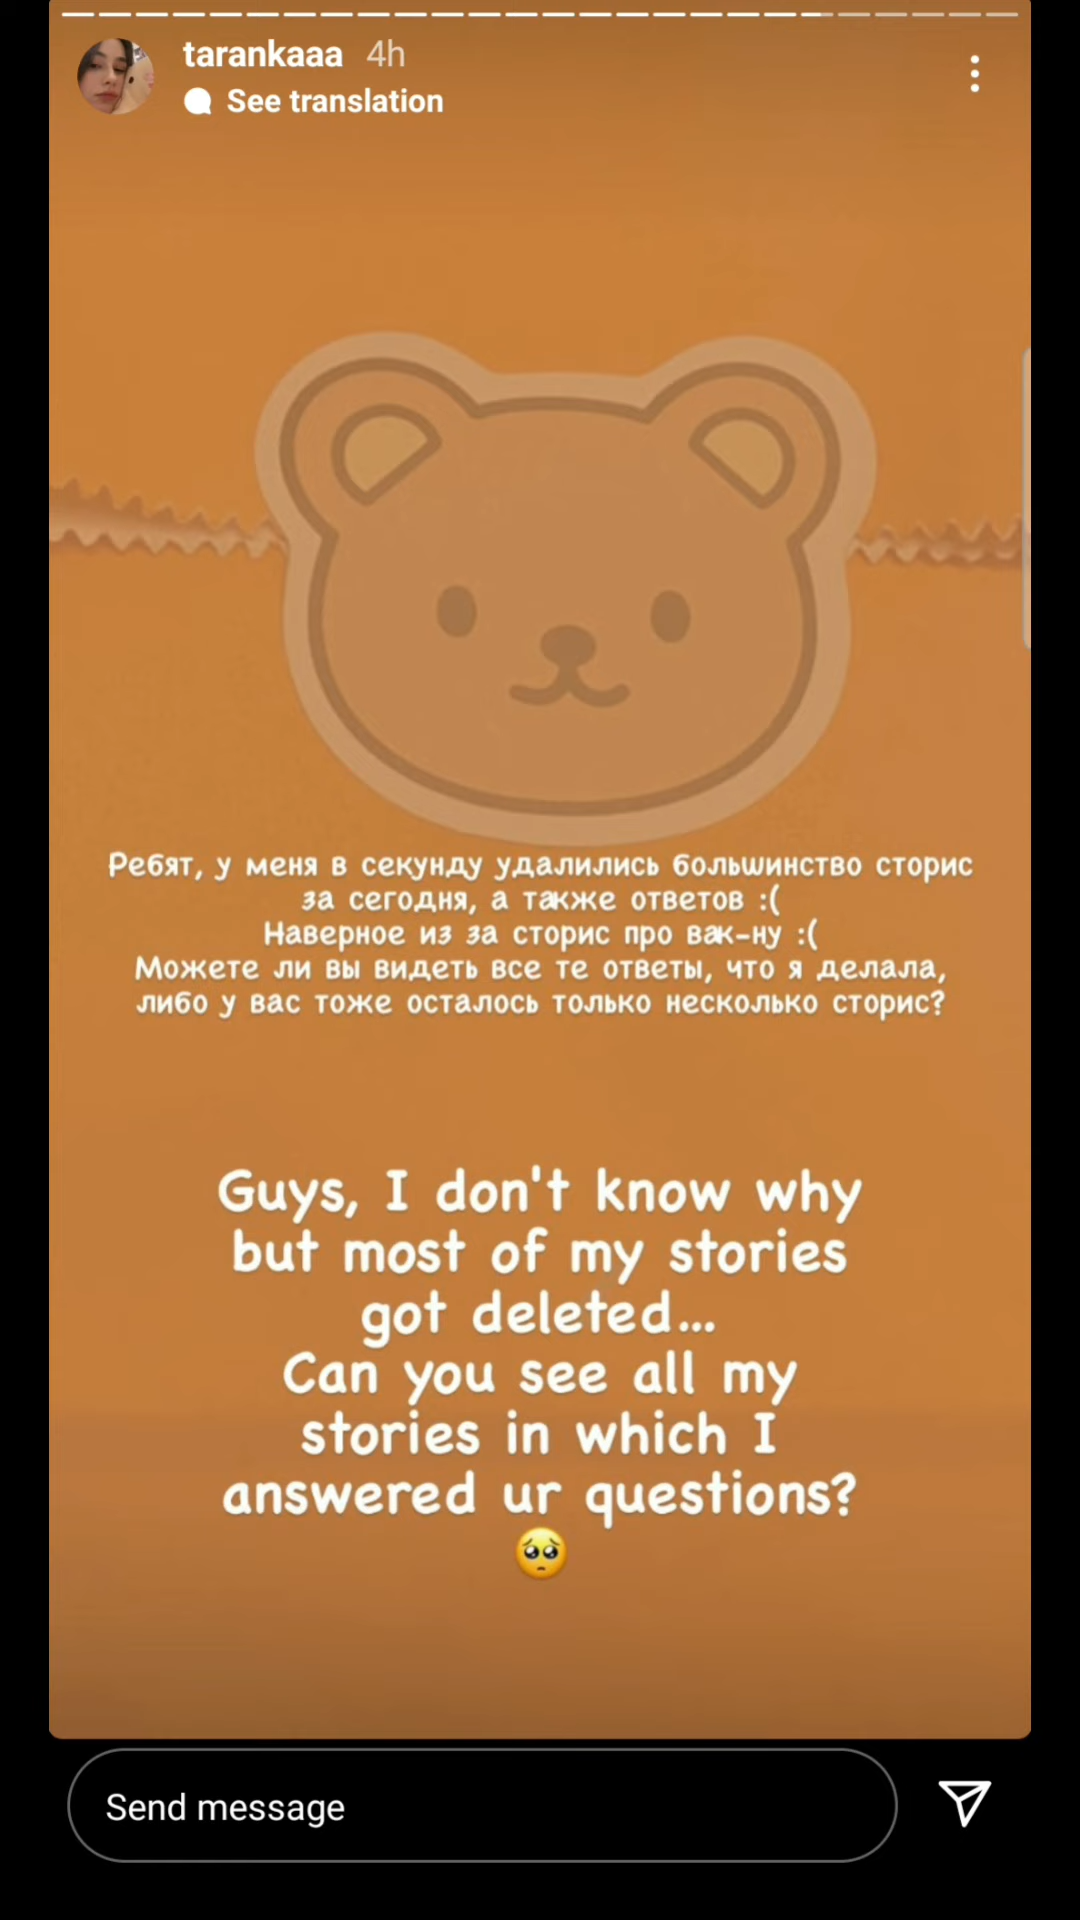 tarankaaa 4h
See translation
Ребят, у меня в секунду удалились большинство сторис
за сегодня, а также ответов :(
Наверное из за сторис про вак-ну :(
Можете ли вы видеть все те ответы, что я делала,
либо у вас тоже осталось только несколько сторис?
Guys, I don't know why
but most of my stories
got deleted...
Can you see all my
stories in which I
answered ur questions?
🥺
Send message